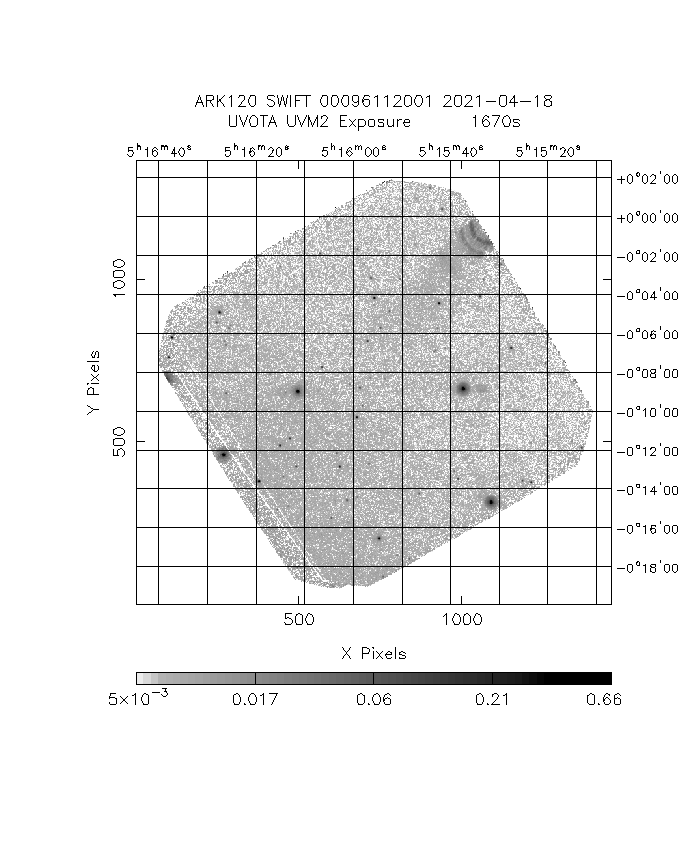 ARK120 SWIFT 00096112001 2021-04-18
UVOTA UVM2 Exposure 1670s
5ʰ16ᵐ40ˢ 5ʰ16ᵐ20ˢ 5ʰ16ᵐ00ˢ 5ʰ15ᵐ40ˢ 5ʰ15ᵐ20ˢ
+0°02'00
+0°00'00
-0°02'00
1000
-0°04'00
-0°06'00
Y Pixels
-0°08'00
-0°10'00
500
-0°12'00
-0°14'00
-0°16'00
-0°18'00
500 1000
X Pixels
5×10⁻³ 0.017 0.06 0.21 0.66